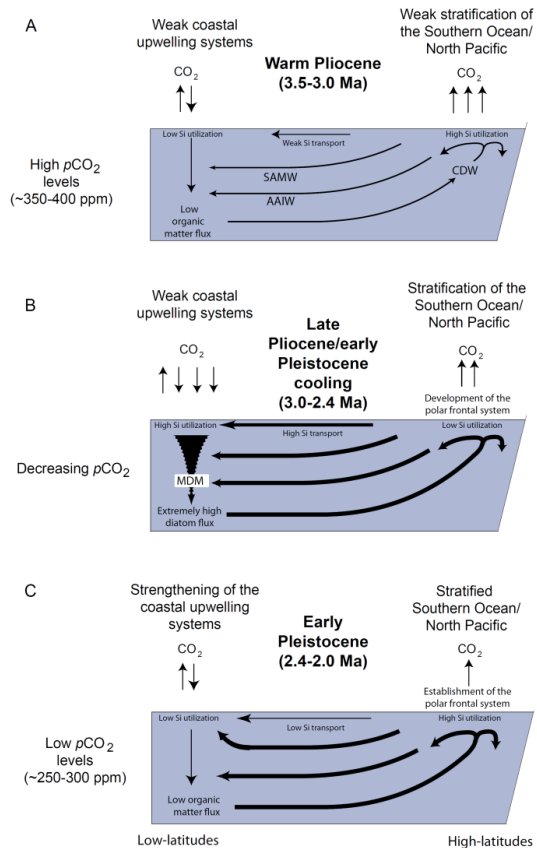 A
Weak coastal
upwelling systems
CO2
Warm Pliocene
(3.5-3.0 Ma)
Weak stratification of
the Southern Ocean/
North Pacific
CO2
High pCO2
levels
(~350-400 ppm)
Low Si utilization
Weak Si transport
High Si utilization
SAMW
CDW
AAIW
Low
organic
matter flux
B
Weak coastal
upwelling systems
CO2
Late
Pliocene/early
Pleistocene
cooling
(3.0-2.4 Ma)
Stratification of the
Southern Ocean/
North Pacific
CO2
Development of the
polar frontal system
Decreasing pCO2
High Si utilization
High Si transport
Low Si utilization
MDM
Extremely high
diatom flux
C
Strengthening of the
coastal upwelling
systems
CO2
Early
Pleistocene
(2.4-2.0 Ma)
Stratified
Southern Ocean/
North Pacific
CO2
Establishment of the
polar frontal system
Low pCO2
levels
(~250-300 ppm)
Low Si utilization
Low Si transport
High Si utilization
Low organic
matter flux
Low-latitudes
High-latitudes